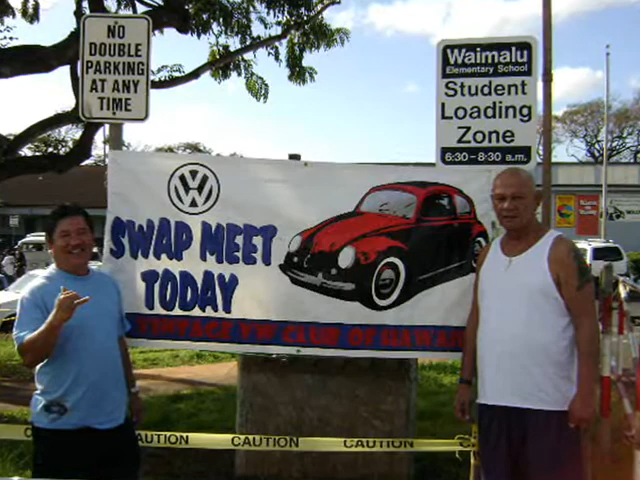 NO
DOUBLE
PARKING
AT ANY
TIME
Waimalu
Elementary School
Student
Loading
Zone
6:30-8:30 a.m.
VW
SWAP MEET
TODAY
VINTAGE VW CLUB OF HAWAII
CAUTION CAUTION CAUTION